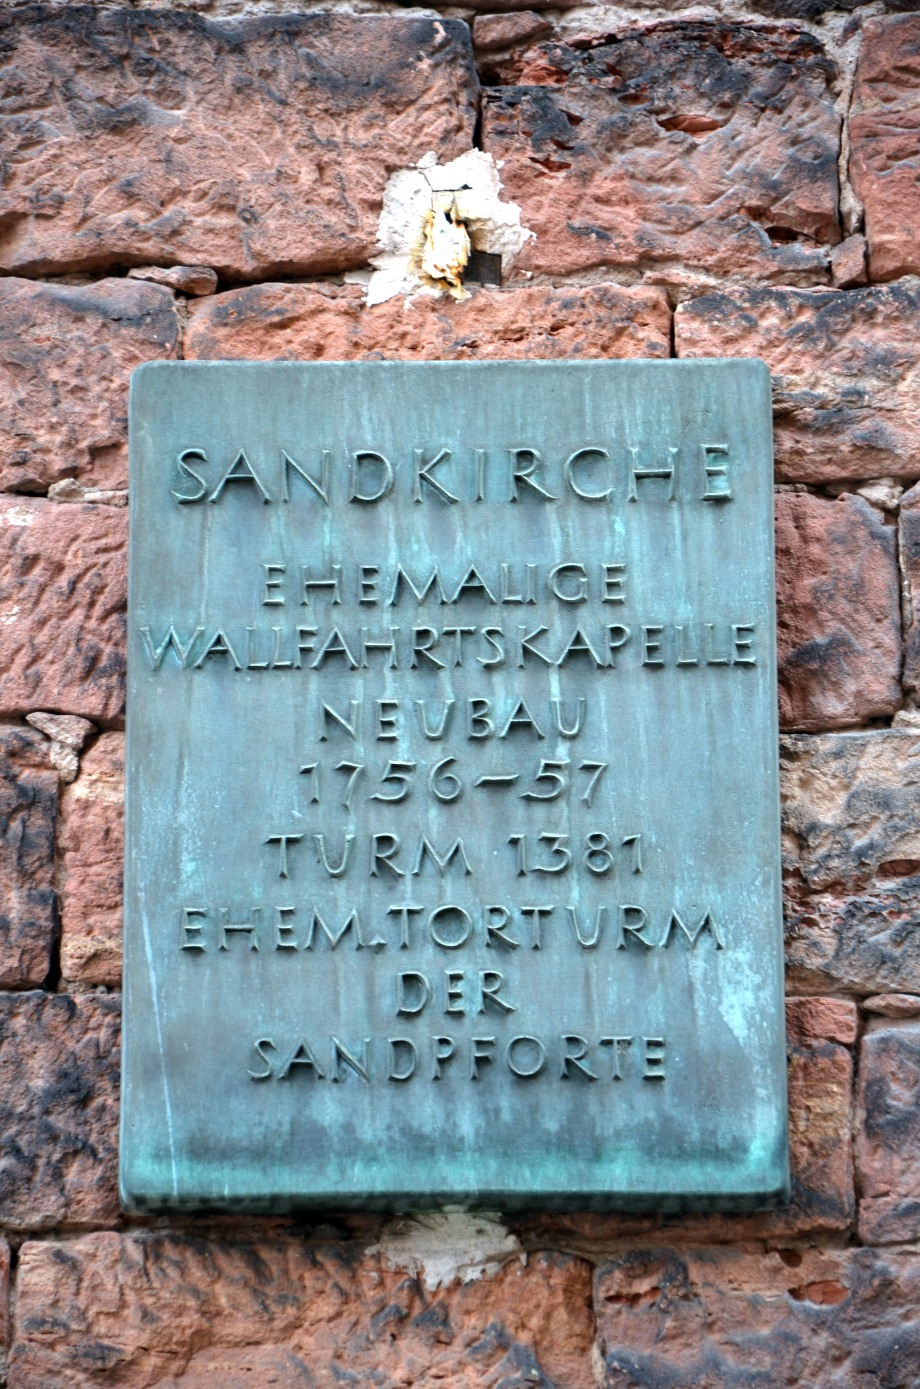 SANDKIRCHE
EHEMALIGE
WALLFAHRTSKAPELLE
NEUBAU
1756–57
TURM 1381
EHEM. TORTURM
DER
SANDPFORTE